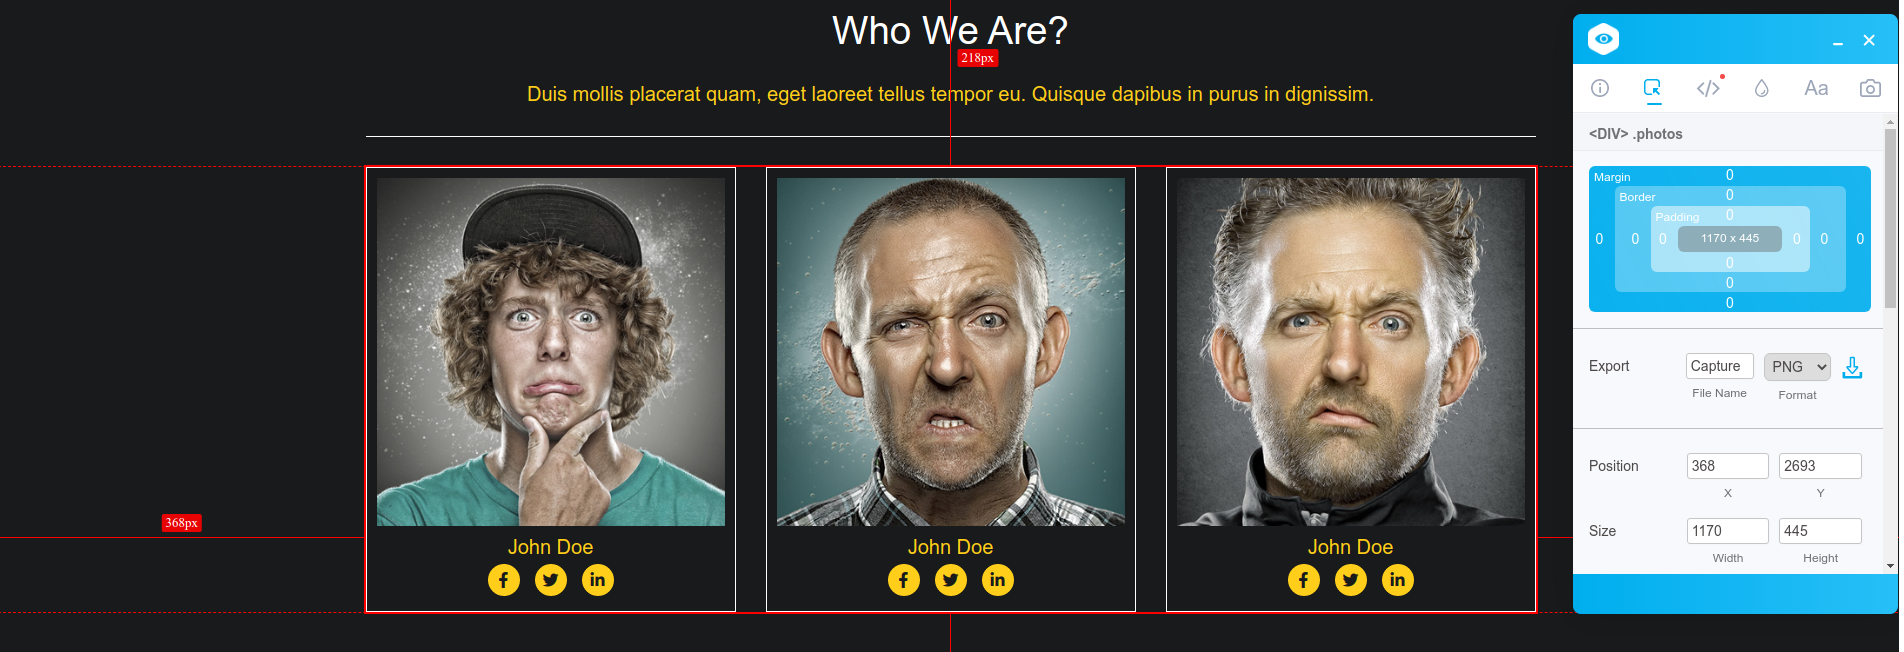 Who We Are?
218px
Duis mollis placerat quam, eget laoreet tellus tempor eu. Quisque dapibus in purus in dignissim.
368px
John Doe
f in
John Doe
f in
John Doe
f in
Aa
<DIV> .photos
Margin 0
Border 0
Padding 0
0 0 0 1170 x 445 0 0 0
0
0
0
Export Capture PNG
File Name Format
Position 368 2693
X Y
Size 1170 445
Width Height